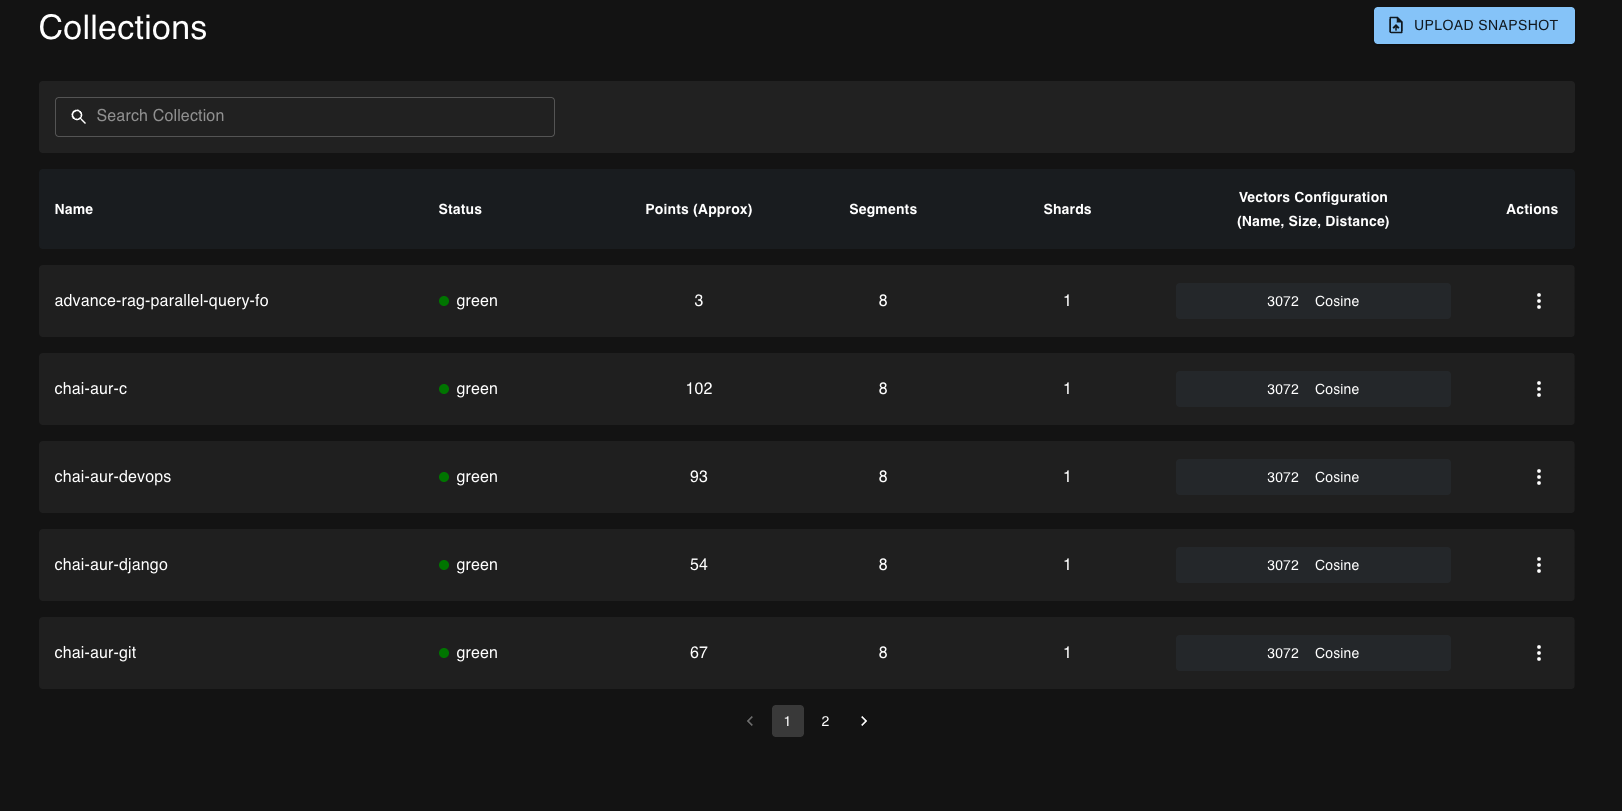 Collections
UPLOAD SNAPSHOT
Search Collection
Name Status Points (Approx) Segments Shards Vectors Configuration (Name, Size, Distance) Actions
advance-rag-parallel-query-fo green 3 8 1 3072 Cosine
chai-aur-c green 102 8 1 3072 Cosine
chai-aur-devops green 93 8 1 3072 Cosine
chai-aur-django green 54 8 1 3072 Cosine
chai-aur-git green 67 8 1 3072 Cosine
1 2